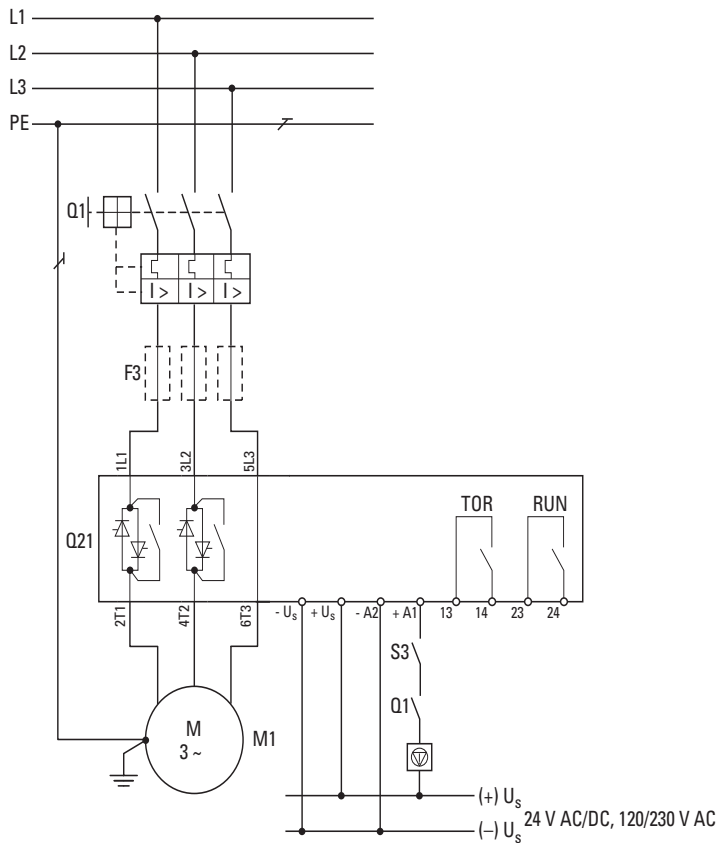 L1
L2
L3
PE
Q1
I > I > I >
F3
1L1 3L2 5L3
TOR RUN
Q21
2T1 4T2 6T3
- Us + Us - A2 + A1 13 14 23 24
S3
Q1
M
3 ~
M1
(+) Us
24 V AC/DC, 120/230 V AC
(–) Us